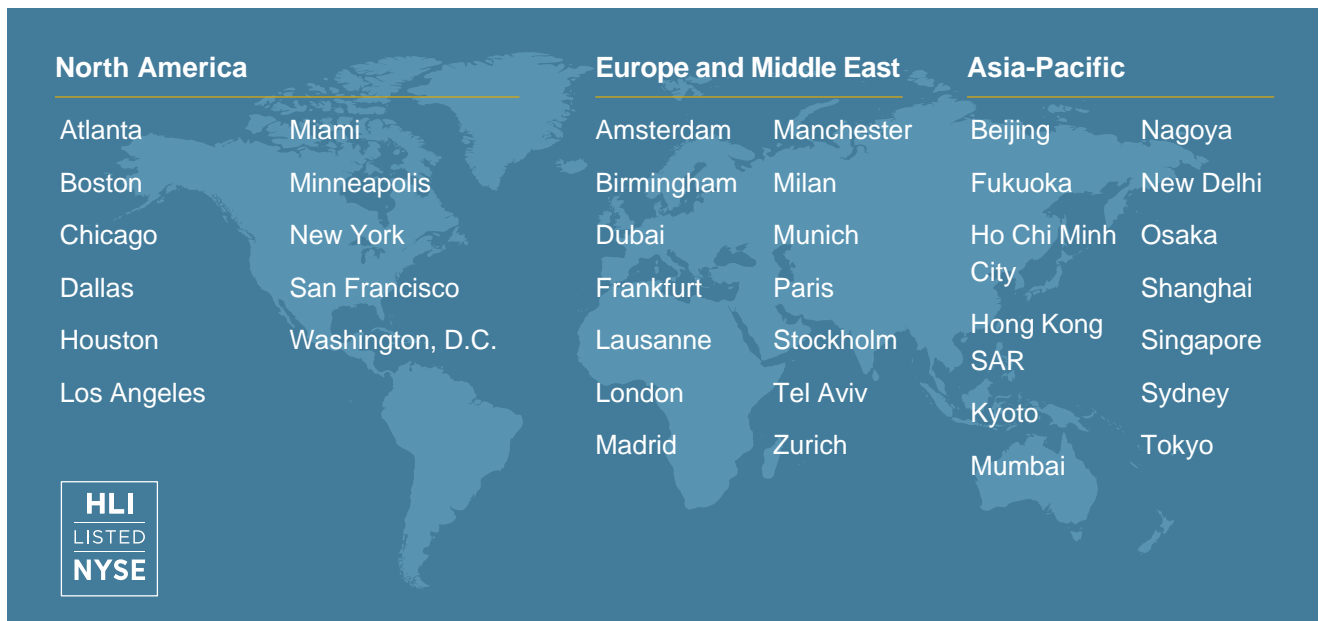 North America
Atlanta
Boston
Chicago
Dallas
Houston
Los Angeles
Miami
Minneapolis
New York
San Francisco
Washington, D.C.
Europe and Middle East
Amsterdam
Birmingham
Dubai
Frankfurt
Lausanne
London
Madrid
Manchester
Milan
Munich
Paris
Stockholm
Tel Aviv
Zurich
Asia-Pacific
Beijing
Fukuoka
Ho Chi Minh
City
Hong Kong
SAR
Kyoto
Mumbai
Nagoya
New Delhi
Osaka
Shanghai
Singapore
Sydney
Tokyo
HLI
LISTED
NYSE